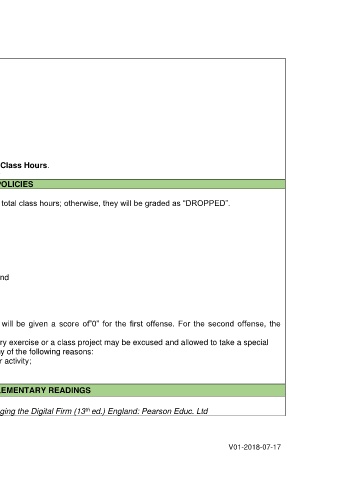 Class Hours.
OLICIES
total class hours; otherwise, they will be graded as "DROPPED".
nd
will be given a score of"0" for the first offense. For the second offense, the
ry exercise or a class project may be excused and allowed to take a special
y of the following reasons:
r activity;
EMENTARY READINGS
ging the Digital Firm (13th ed.) England: Pearson Educ. Ltd
V01-2018-07-17